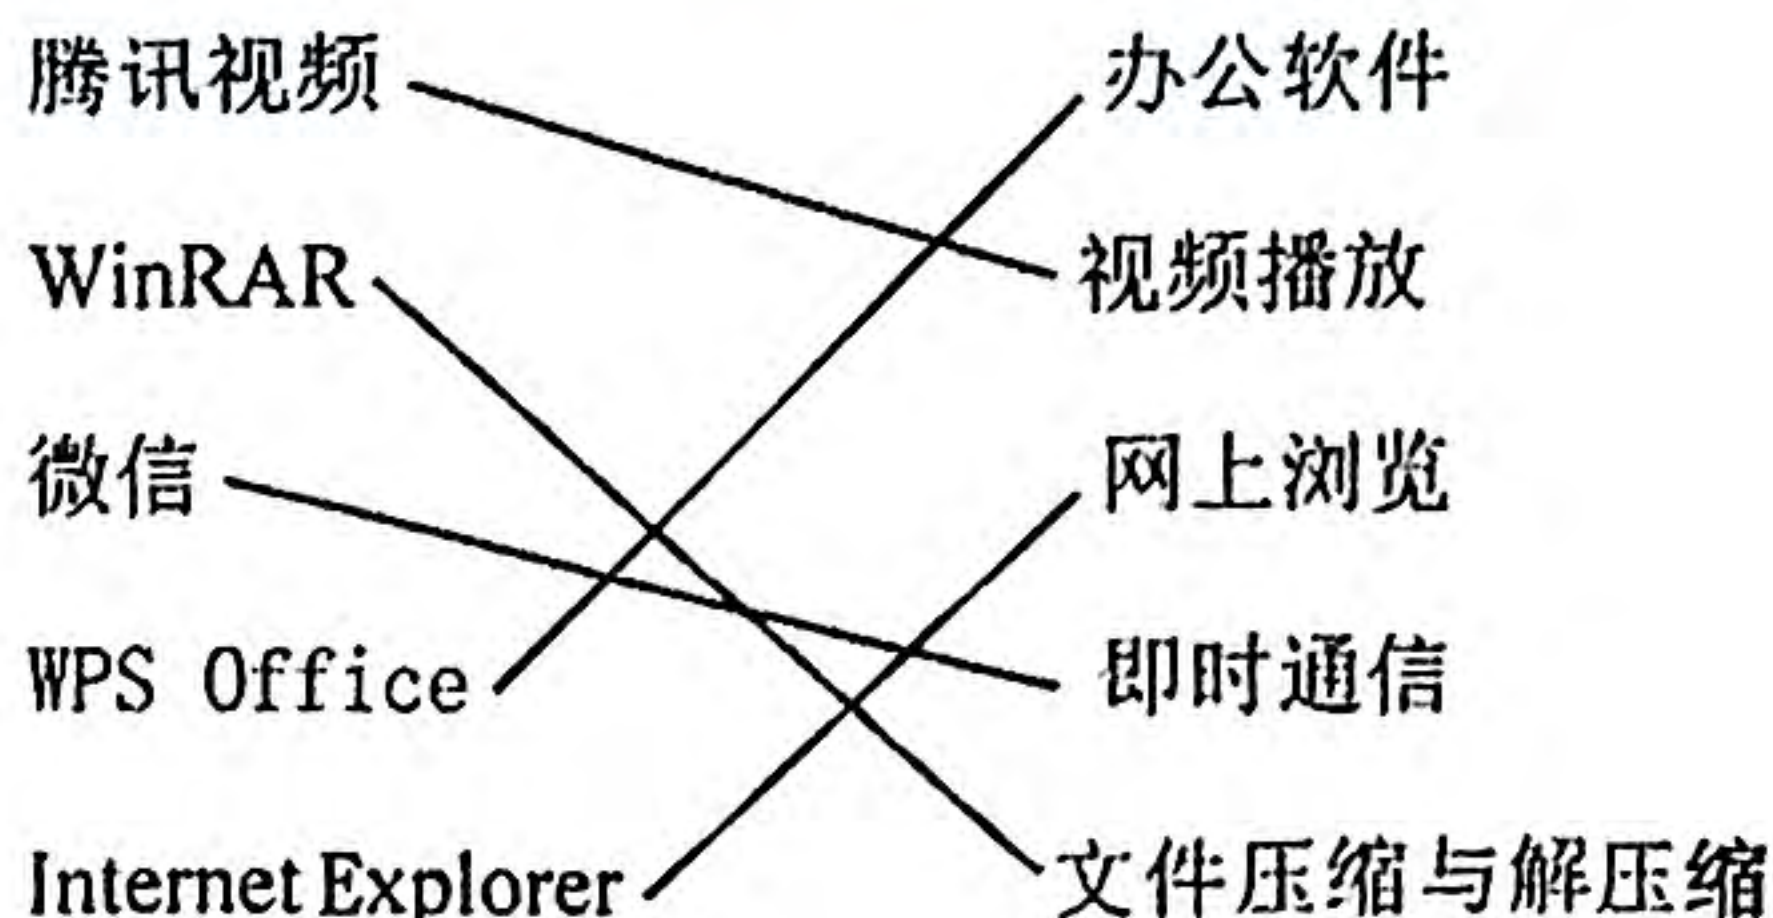 腾讯视频 办公软件
WinRAR 视频播放
微信 网上浏览
WPS Office 即时通信
Internet Explorer 文件压缩与解压缩